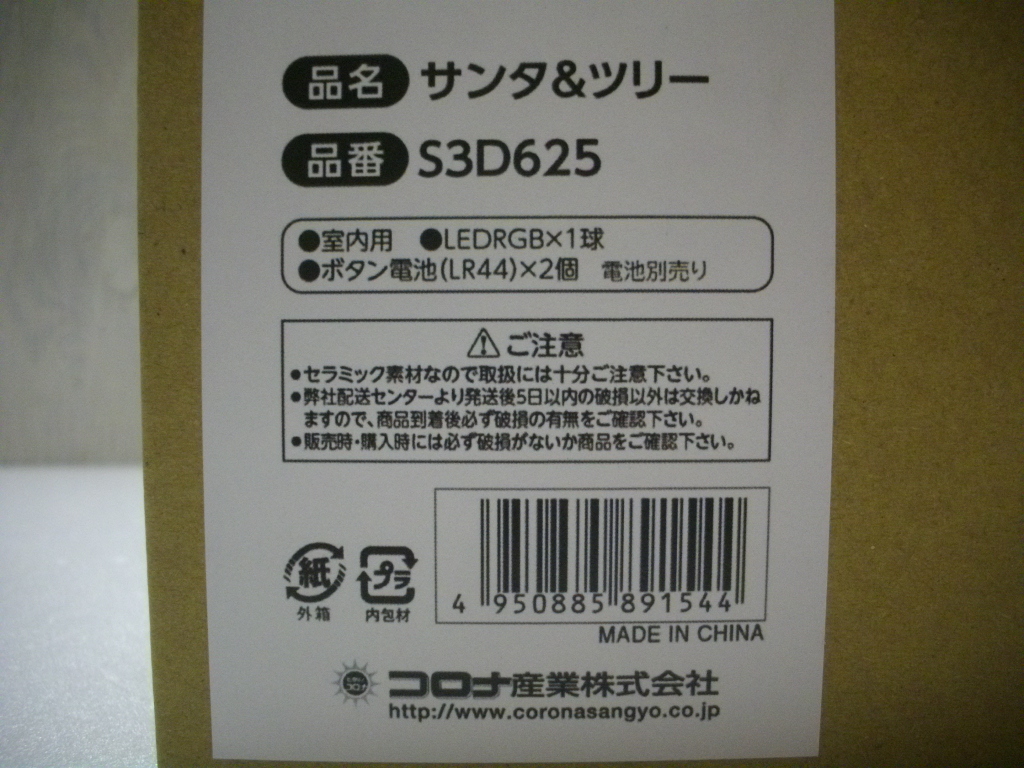 品名 サンタ&ツリー
品番 S3D625
●室内用 ●LEDRGB×1球
●ボタン電池(LR44)×2個 電池別売り
⚠ご注意
●セラミック素材なので取扱には十分ご注意下さい。
●弊社配送センターより発送後5日以内の破損以外は交換しかね
ますので、商品到着後必ず破損の有無をご確認下さい。
●販売時・購入時には必ず破損がないか商品をご確認下さい。
紙
外箱
プラ
内包材
4 950885 891544
MADE IN CHINA
コロナ産業株式会社
http://www.coronasangyo.co.jp